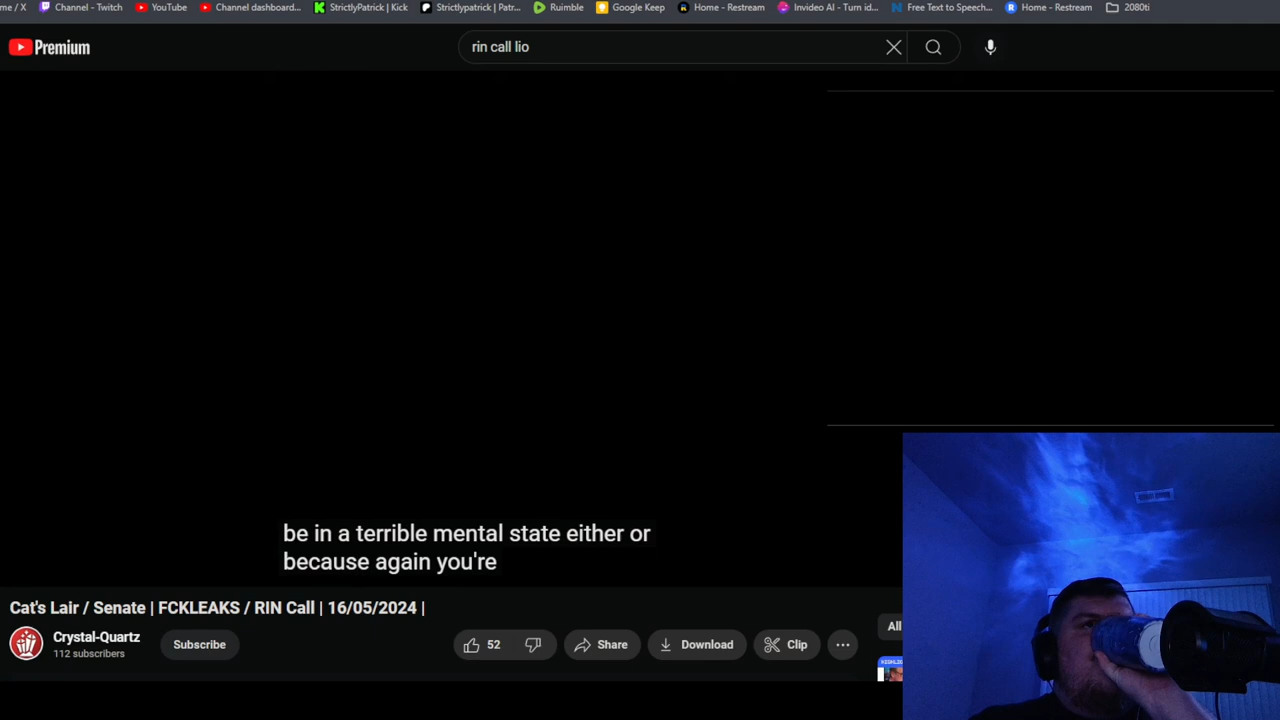 me / X Channel - Twitch YouTube Channel dashboard... StrictlyPatrick | Kick Strictlypatrick | Patr... Rumble Google Keep Home - Restream Invideo AI - Turn id... Free Text to Speech... Home - Restream 2080ti
Premium rin call lio
be in a terrible mental state either or
because again you're
Cat's Lair / Senate | FCKLEAKS / RIN Call | 16/05/2024 |
Crystal-Quartz
112 subscribers
Subscribe 52 Share Download Clip ...
All